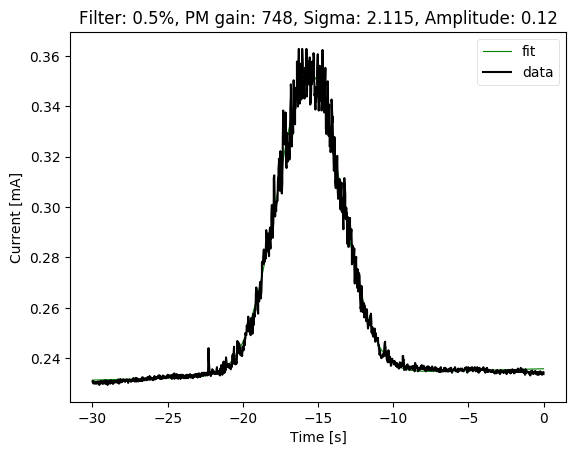 Filter: 0.5%, PM gain: 748, Sigma: 2.115, Amplitude: 0.12
fit
data
0.36
0.34
0.32
0.30
0.28
0.26
0.24
Current [mA]
−30
−25
−20
−15
−10
−5
0
Time [s]